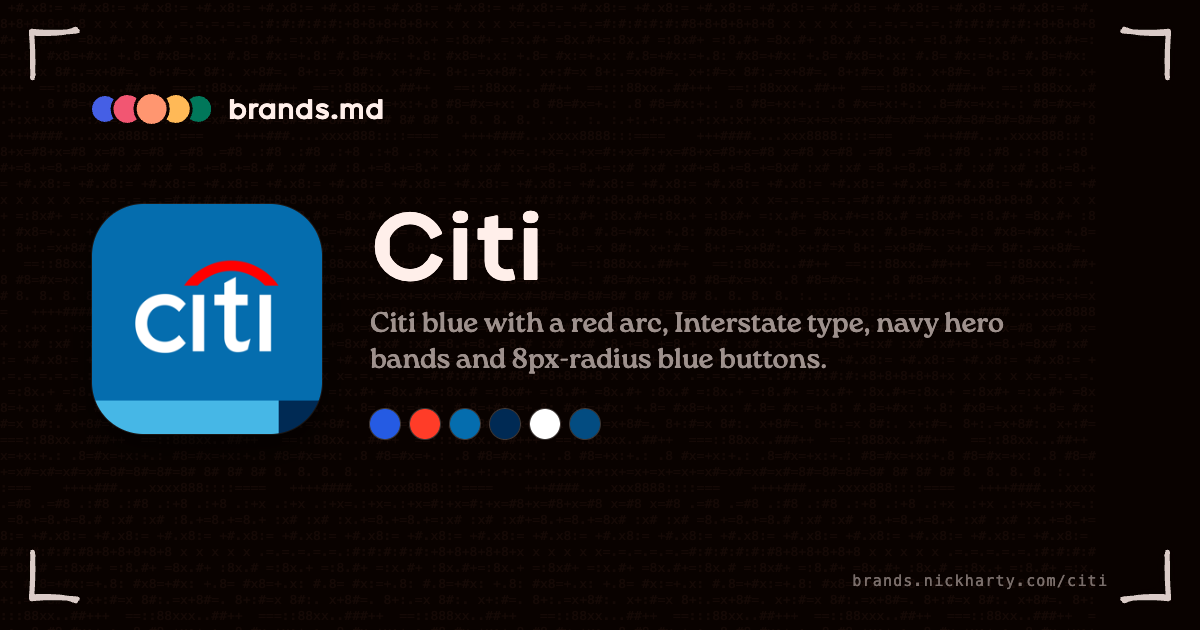 brands.md
citi
Citi
Citi blue with a red arc, Interstate type, navy hero
bands and 8px-radius blue buttons.
brands.nickharty.com/citi